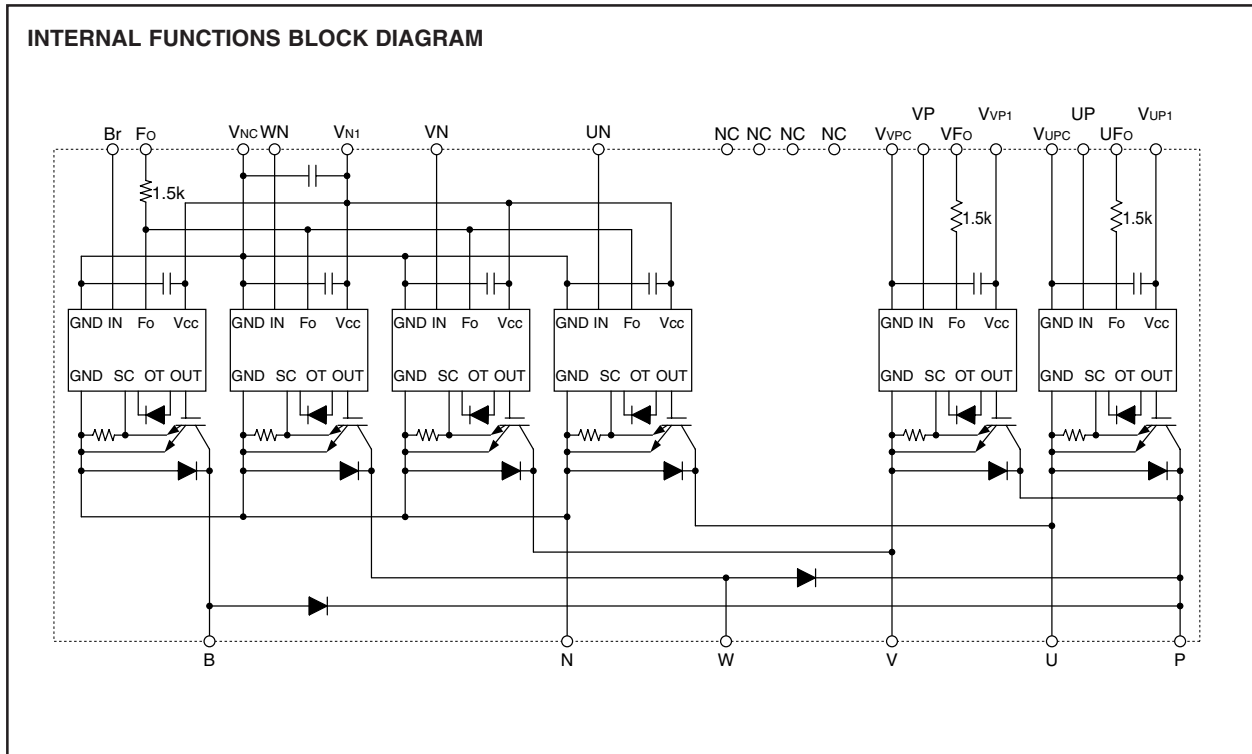 INTERNAL FUNCTIONS BLOCK DIAGRAM
VP VVP1 UP VUP1
Br FO VNC WN VN1 VN UN NC NC NC NC VVPC VFO VUPC UFO
1.5k 1.5k 1.5k
GND IN FO VCC GND IN FO VCC GND IN FO VCC GND IN FO VCC GND IN FO VCC GND IN FO VCC
GND SC OT OUT GND SC OT OUT GND SC OT OUT GND SC OT OUT GND SC OT OUT GND SC OT OUT
B N W V U P